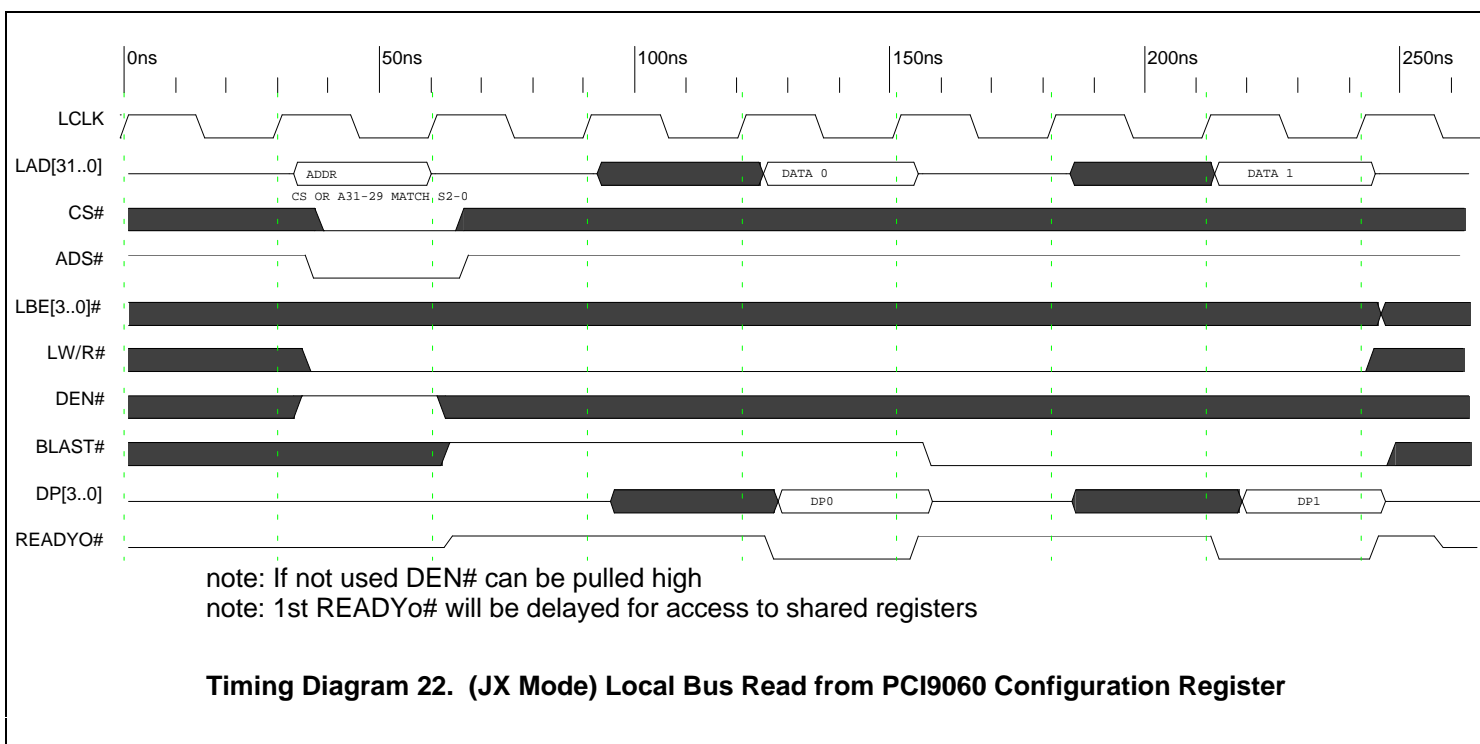 0ns 50ns 100ns 150ns 200ns 250ns
LCLK
LAD[31..0] ADDR DATA 0 DATA 1
CS OR A31-29 MATCH S2-0
CS#
ADS#
LBE[3..0]#
LW/R#
DEN#
BLAST#
DP[3..0] DP0 DP1
READYO#
note: If not used DEN# can be pulled high
note: 1st READYo# will be delayed for access to shared registers
Timing Diagram 22. (JX Mode) Local Bus Read from PCI9060 Configuration Register